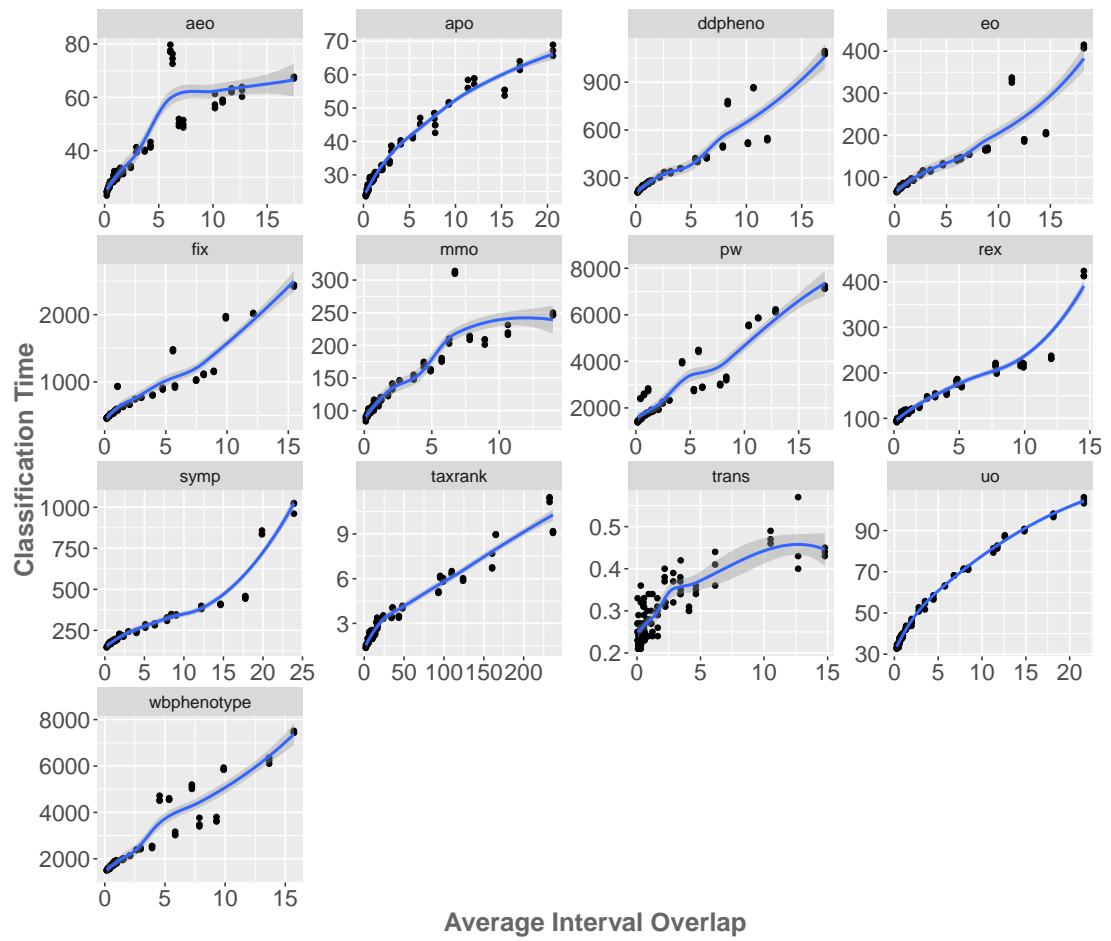 aeo
apo
ddpheno
eo
80
60
40
70
60
50
40
30
900
600
300
400
300
200
100
0 5 10 15
0 5 10 15 20
0 5 10 15
0 5 10 15
fix
mmo
pw
rex
2000
1000
300
250
200
150
100
8000
6000
4000
2000
400
300
200
100
0 5 10 15
0 5 10
0 5 10 15
0 5 10 15
symp
taxrank
trans
uo
1000
750
500
250
9
6
3
0.5
0.4
0.3
0.2
90
70
50
30
0 5 10 15 20 25
0 50 100 150 200
0 5 10 15
0 5 10 15 20
wbphenotype
8000
6000
4000
2000
0 5 10 15
Classification Time
Average Interval Overlap